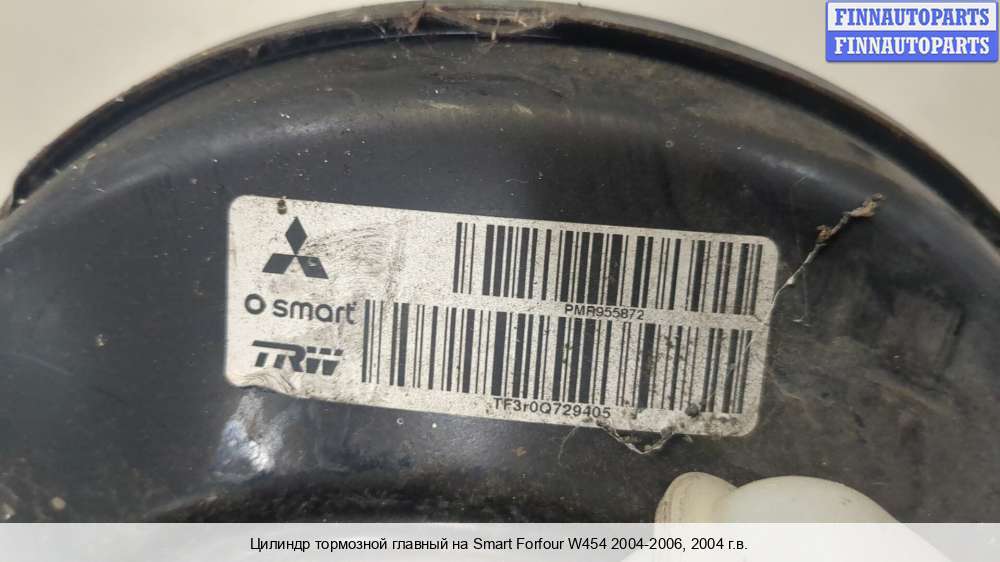 FINNAUTOPARTS
FINNAUTOPARTS
PMR955872
smart
TRW
TF3r0Q729405
Цилиндр тормозной главный на Smart Forfour W454 2004-2006, 2004 г.в.